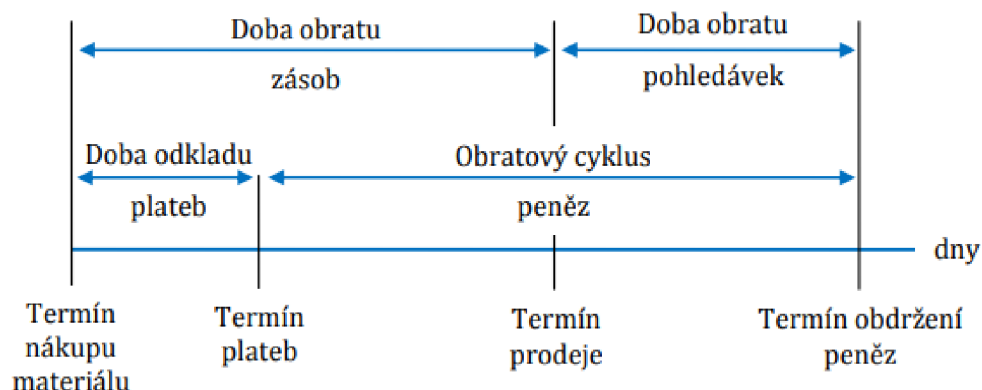 Doba obratu
zásob
Doba obratu
pohledávek
Doba odkladu
plateb
Obratový cyklus
peněz
dny
Termín
nákupu
materiálu
Termín
plateb
Termín
prodeje
Termín obdržení
peněz